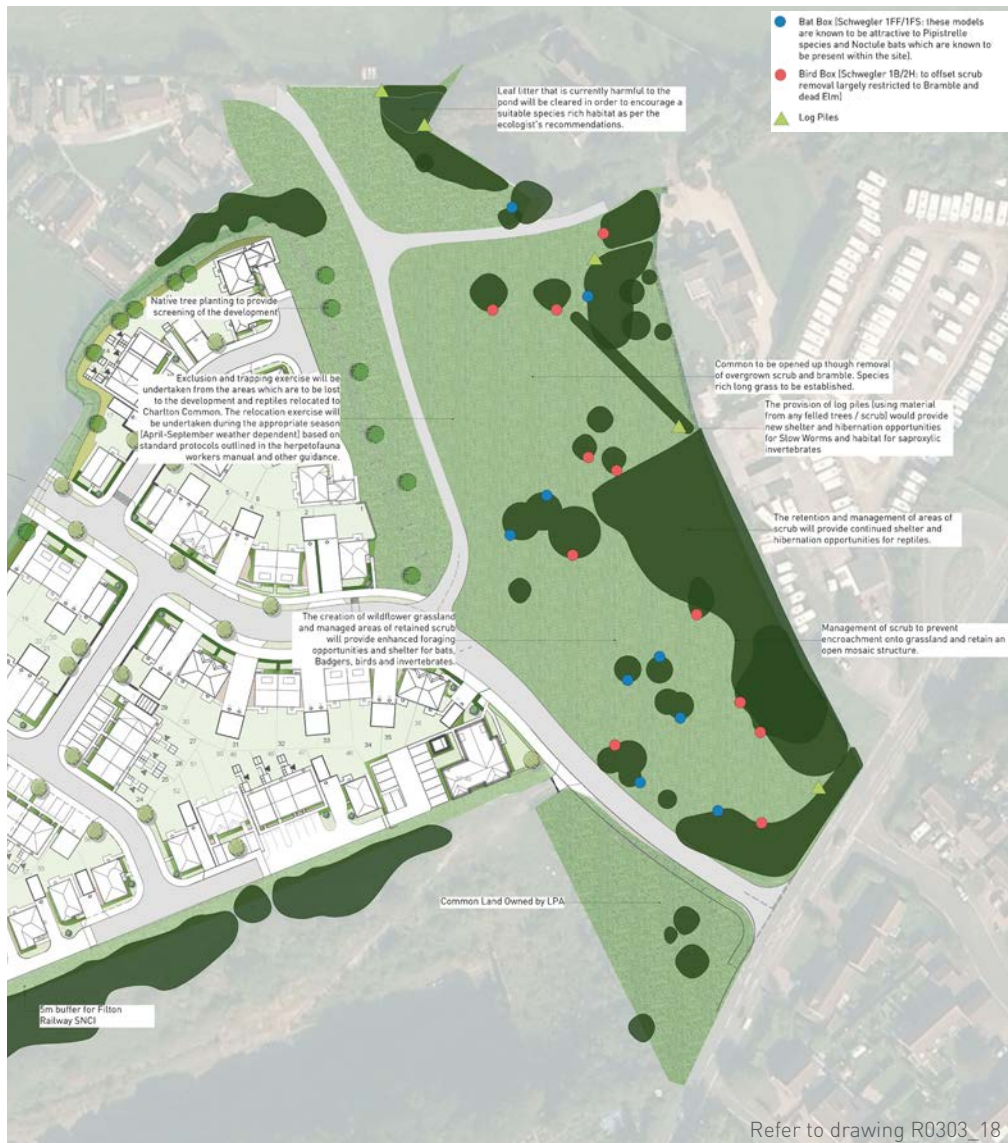 Bat Box (Schwegler 1FF/1FS: these models
are known to be attractive to Pipistrelle
species and Noctule bats which are known to
be present within the site).
Bird Box (Schwegler 1B/2H: to offset scrub
removal largely restricted to Bramble and
dead Elm)
Log Piles
Leaf litter that is currently harmful to the
pond will be cleared in order to encourage a
suitable species rich habitat as per the
ecologist's recommendations.
Native tree planting to provide
screening of the development
Exclusion and trapping exercise will be
undertaken from the areas which are to be lost
to the development and reptiles relocated to
Charlton Common. The relocation exercise will
be undertaken during the appropriate season
(April-September weather dependent) based on
standard protocols outlined in the herpetofauna
workers manual and other guidance.
Common to be opened up though removal
of overgrown scrub and bramble. Species
rich long grass to be established.
The provision of log piles (using material
from any felled trees / scrub) would provide
new shelter and hibernation opportunities
for Slow Worms and habitat for saproxylic
invertebrates
The retention and management of areas of
scrub will provide continued shelter and
hibernation opportunities for reptiles.
The creation of wildflower grassland
and managed areas of retained scrub
will provide enhanced foraging
opportunities and shelter for bats,
Badgers, birds and invertebrates.
Management of scrub to prevent
encroachment onto grassland and retain an
open mosaic structure.
31
32
33
34
35
27
25
24
Common Land Owned by LPA
5m buffer for Filton
Railway SNCI
Refer to drawing R0303_18